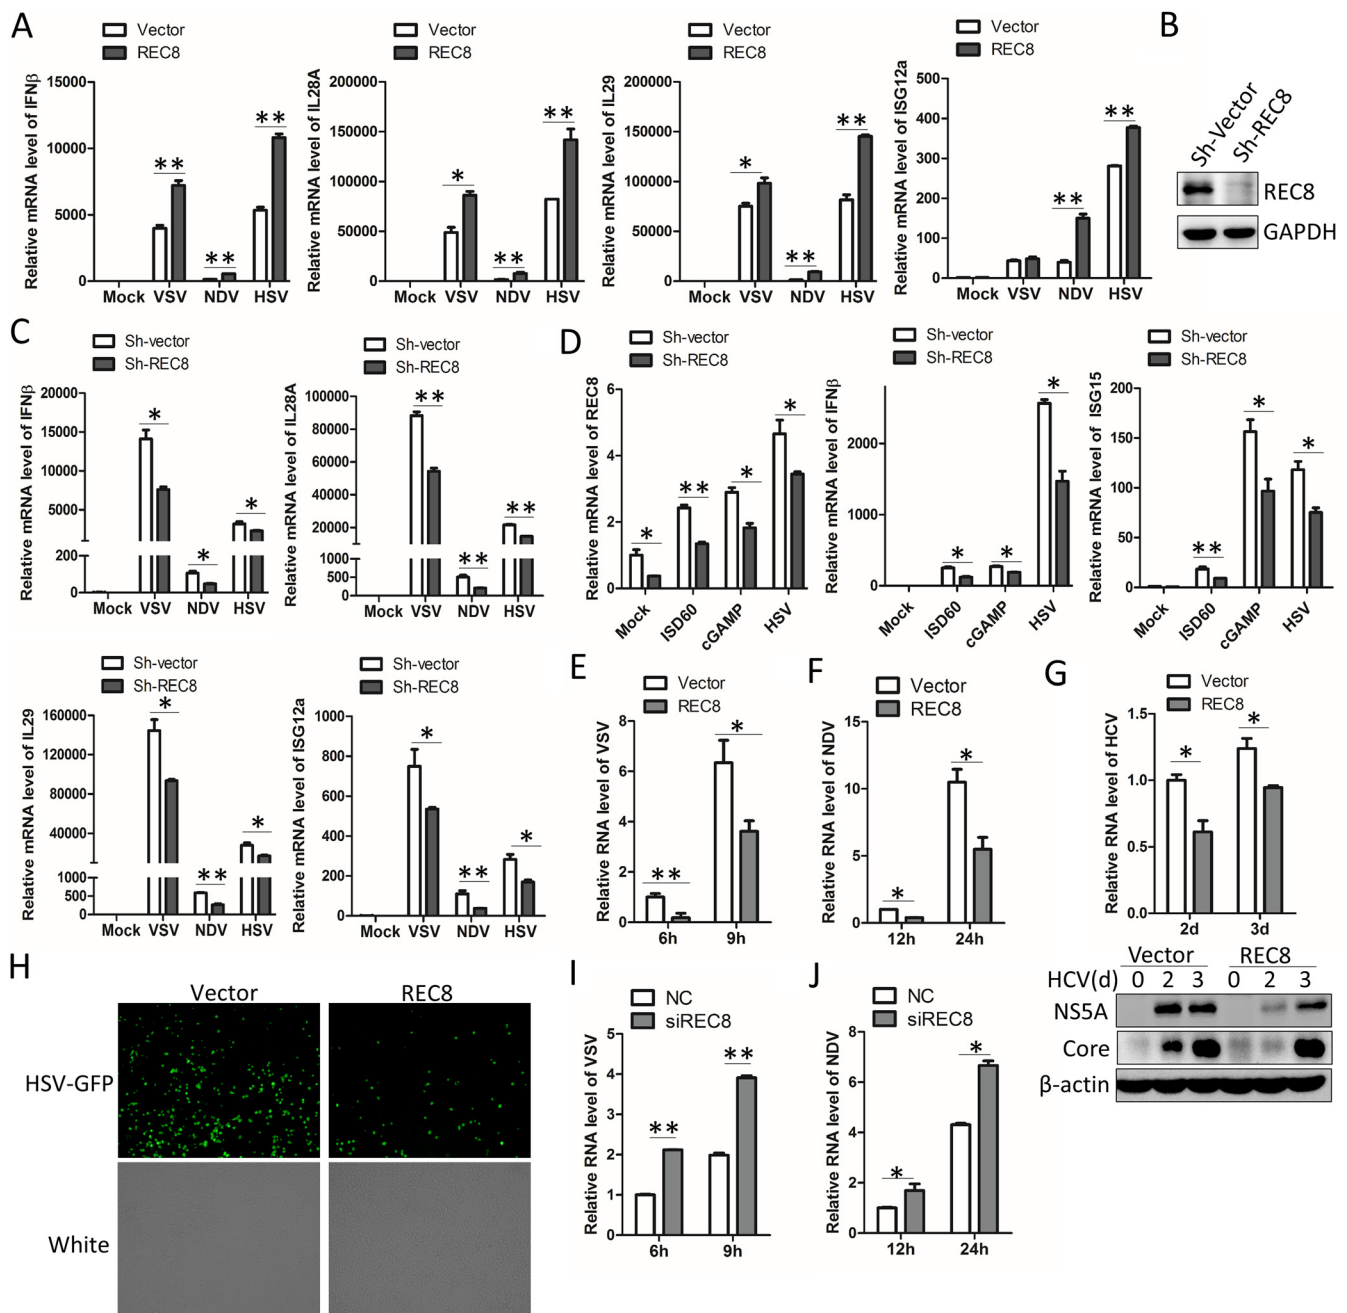 A
Vector
REC8
Relative mRNA level of IFNβ
15000
10000
5000
0
** ** **
Mock VSV NDV HSV
Vector
REC8
Relative mRNA level of IL28A
200000
150000
100000
50000
0
* ** **
Mock VSV NDV HSV
Vector
REC8
Relative mRNA level of IL29
200000
150000
100000
50000
0
* ** **
Mock VSV NDV HSV
Vector
REC8
Relative mRNA level of ISG12a
500
400
300
200
100
0
** **
Mock VSV NDV HSV
B
Sh-Vector
Sh-REC8
REC8
GAPDH
C
Sh-vector
Sh-REC8
Relative mRNA level of IFNβ
20000
15000
10000
5000
200
0
* * *
Mock VSV NDV HSV
Sh-vector
Sh-REC8
Relative mRNA level of IL28A
100000
80000
60000
40000
20000
1000
500
0
** ** **
Mock VSV NDV HSV
Sh-vector
Sh-REC8
Relative mRNA level of IL29
160000
120000
80000
40000
1000
500
0
* ** *
Mock VSV NDV HSV
Sh-vector
Sh-REC8
Relative mRNA level of ISG12a
1000
800
600
400
200
0
* ** *
Mock VSV NDV HSV
D
Sh-vector
Sh-REC8
Relative mRNA level of REC8
6
4
2
0
* ** * *
Mock ISD60 cGAMP HSV
Sh-vector
Sh-REC8
Relative mRNA level of IFNβ
2000
1000
0
* * *
Mock ISD60 cGAMP HSV
Sh-vector
Sh-REC8
Relative mRNA level of ISG15
200
150
100
50
0
** * *
Mock ISD60 cGAMP HSV
E
Vector
REC8
Relative RNA level of VSV
8
6
4
2
0
** *
6h 9h
F
Vector
REC8
Relative RNA level of NDV
15
10
5
0
* *
12h 24h
G
Vector
REC8
Relative RNA level of HCV
1.5
1.0
0.5
0.0
* *
2d 3d
Vector REC8
HCV(d) 0 2 3 0 2 3
NS5A
Core
β-actin
H
Vector REC8
HSV-GFP
White
I
NC
siREC8
Relative RNA level of VSV
5
4
3
2
1
0
** **
6h 9h
J
NC
siREC8
Relative RNA level of NDV
8
6
4
2
0
* *
12h 24h